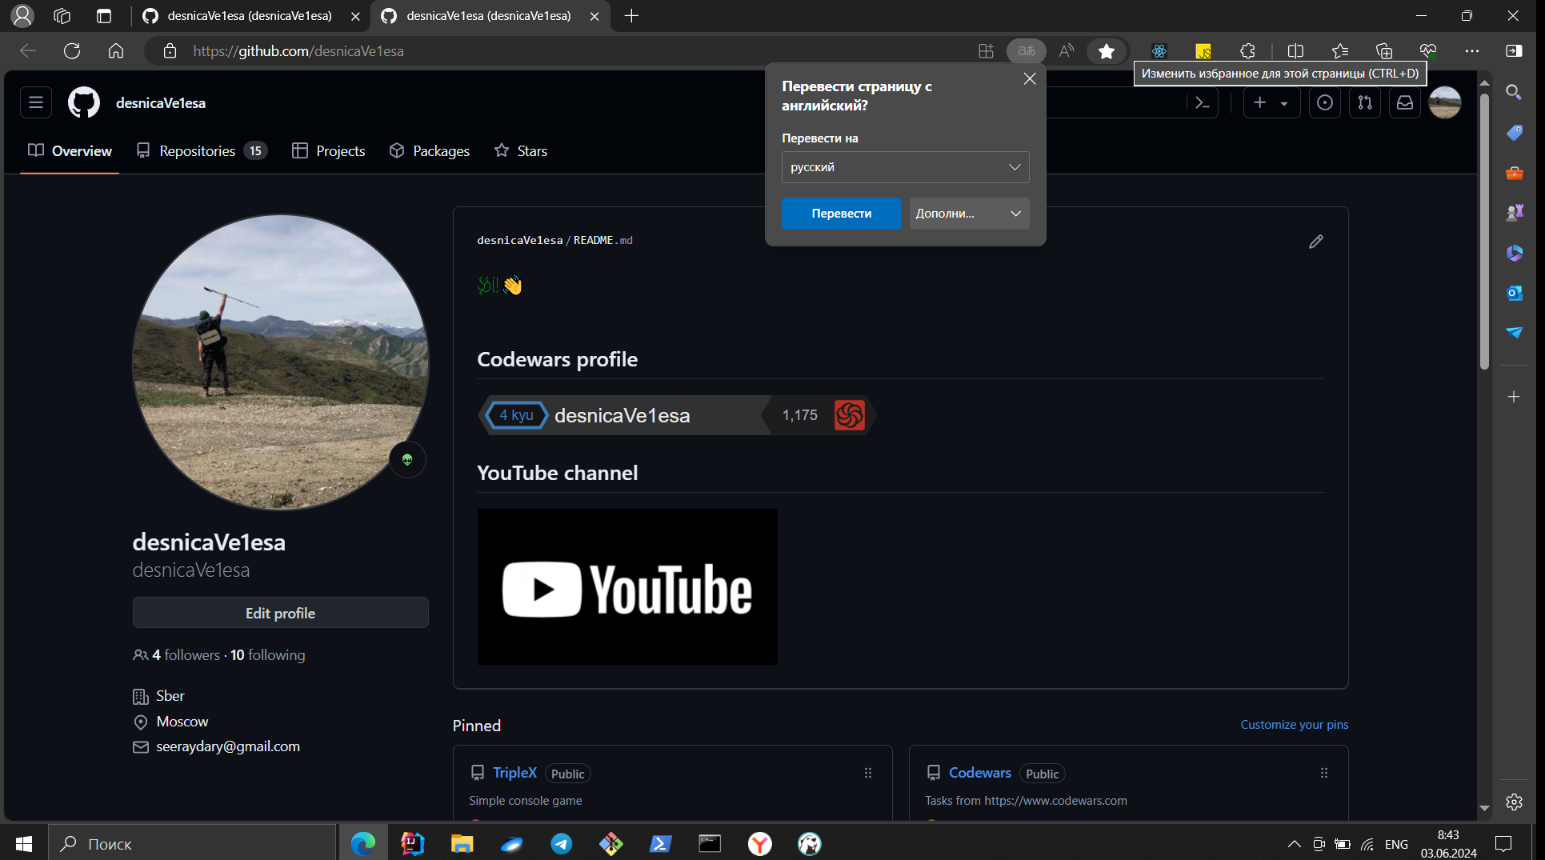 desnicaVe1esa (desnicaVe1esa)
desnicaVe1esa (desnicaVe1esa)
https://github.com/desnicaVe1esa
Изменить избранное для этой страницы (CTRL+D)
Перевести страницу с
английский?
Перевести на
русский
Перевести
Дополни...
desnicaVe1esa
Overview
Repositories 15
Projects
Packages
Stars
desnicaVe1esa/README.md
Codewars profile
4 kyu desnicaVe1esa 1,175
YouTube channel
YouTube
desnicaVe1esa
desnicaVe1esa
Edit profile
4 followers · 10 following
Sber
Moscow
seeraydary@gmail.com
Pinned
Customize your pins
TripleX Public
Simple console game
Codewars Public
Tasks from https://www.codewars.com
Поиск
ENG
8:43
03.06.2024